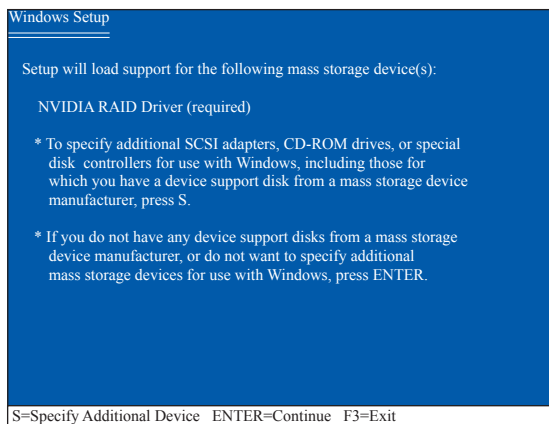 Windows Setup
Setup will load support for the following mass storage device(s):
NVIDIA RAID Driver (required)
* To specify additional SCSI adapters, CD-ROM drives, or special
disk controllers for use with Windows, including those for
which you have a device support disk from a mass storage device
manufacturer, press S.
* If you do not have any device support disks from a mass storage
device manufacturer, or do not want to specify additional
mass storage devices for use with Windows, press ENTER.
S=Specify Additional Device ENTER=Continue F3=Exit